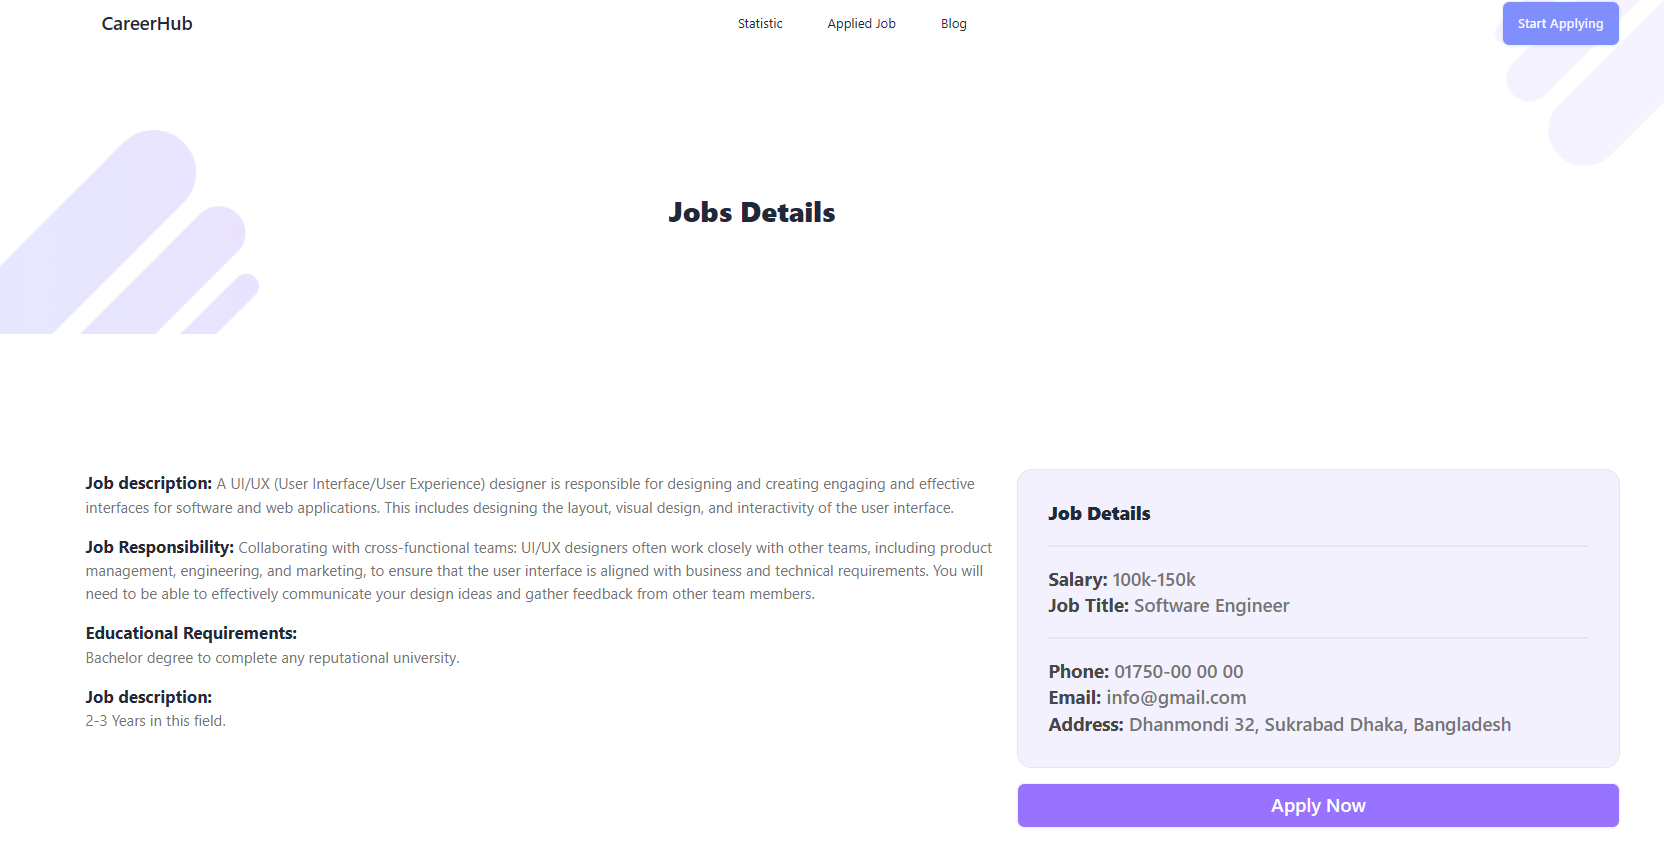 CareerHub
Statistic
Applied Job
Blog
Start Applying
Jobs Details
Job description: A UI/UX (User Interface/User Experience) designer is responsible for designing and creating engaging and effective
interfaces for software and web applications. This includes designing the layout, visual design, and interactivity of the user interface.
Job Responsibility: Collaborating with cross-functional teams: UI/UX designers often work closely with other teams, including product
management, engineering, and marketing, to ensure that the user interface is aligned with business and technical requirements. You will
need to be able to effectively communicate your design ideas and gather feedback from other team members.
Educational Requirements:
Bachelor degree to complete any reputational university.
Job description:
2-3 Years in this field.
Job Details
Salary: 100k-150k
Job Title: Software Engineer
Phone: 01750-00 00 00
Email: info@gmail.com
Address: Dhanmondi 32, Sukrabad Dhaka, Bangladesh
Apply Now